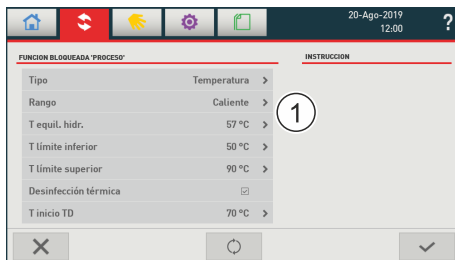 20-Ago-2019
12:00
?
FUNCION BLOQUEADA 'PROCESO'
INSTRUCCION
Tipo Temperatura >
Rango Caliente >
T equil. hidr. 57 °C >
T límite inferior 50 °C >
T límite superior 90 °C >
Desinfección térmica
T inicio TD 70 °C >
1